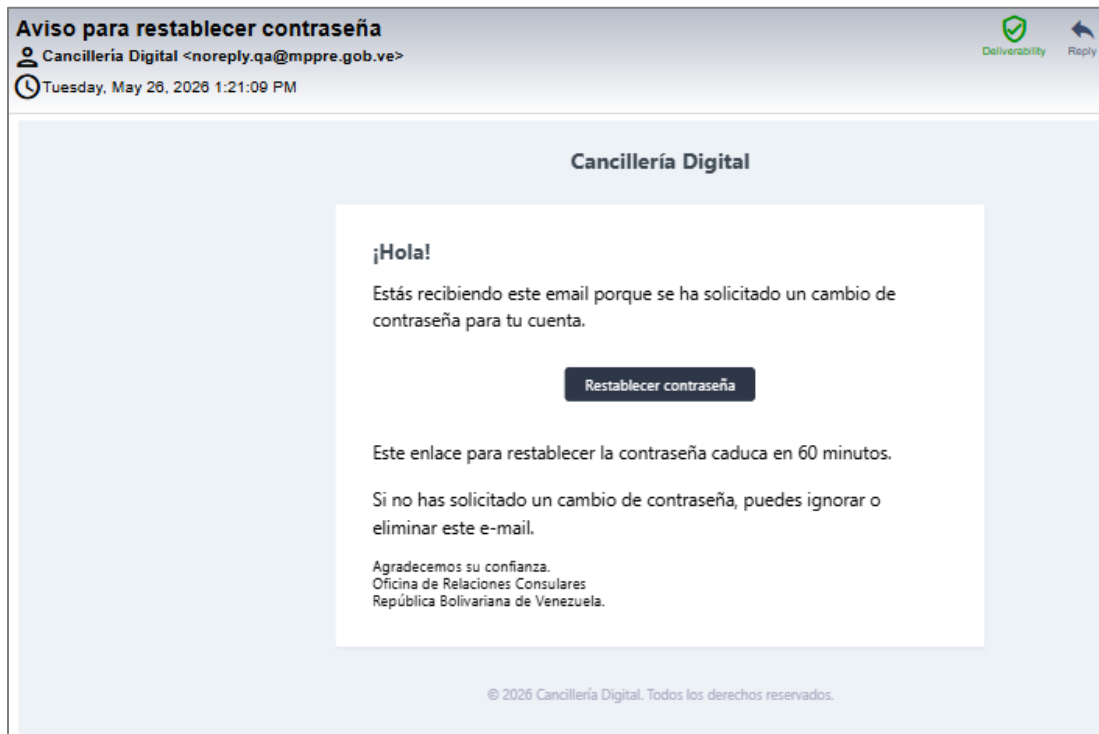 Aviso para restablecer contraseña
Cancillería Digital <noreply.qa@mppre.gob.ve>
Tuesday, May 26, 2026 1:21:09 PM
Deliverability
Reply
Cancillería Digital
¡Hola!
Estás recibiendo este email porque se ha solicitado un cambio de
contraseña para tu cuenta.
Restablecer contraseña
Este enlace para restablecer la contraseña caduca en 60 minutos.
Si no has solicitado un cambio de contraseña, puedes ignorar o
eliminar este e-mail.
Agradecemos su confianza.
Oficina de Relaciones Consulares
República Bolivariana de Venezuela.
© 2026 Cancillería Digital. Todos los derechos reservados.